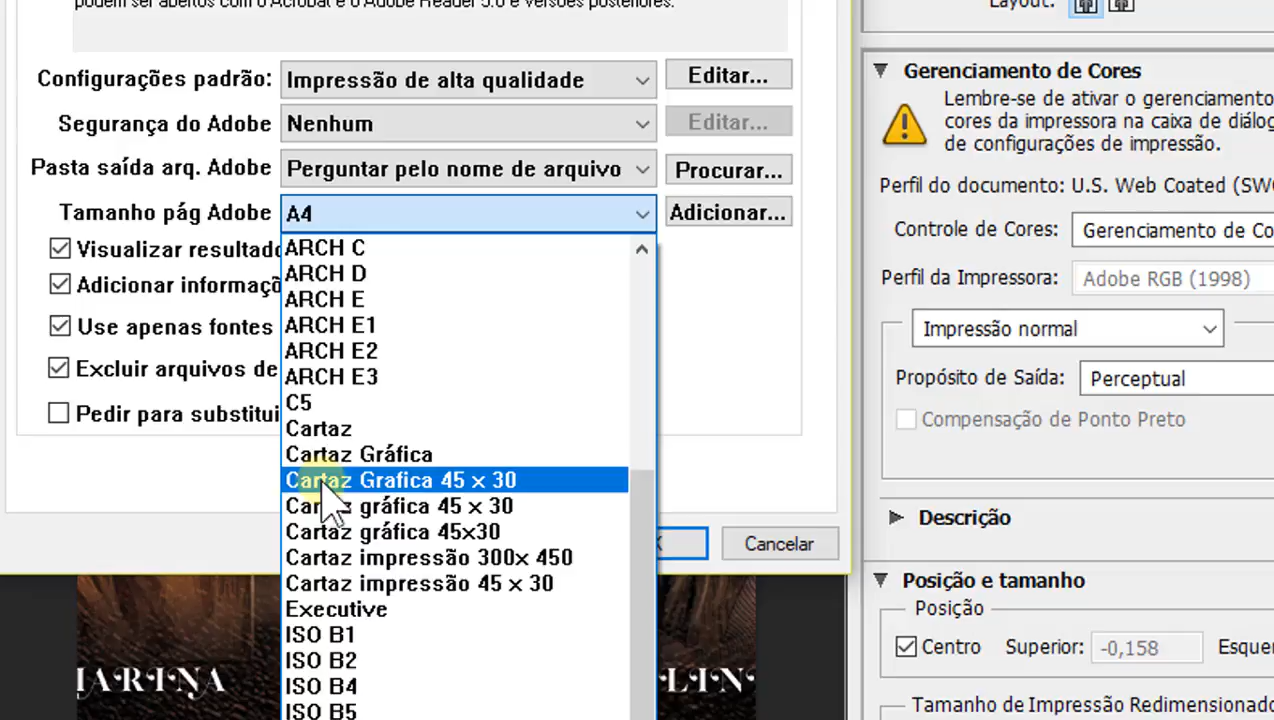 podem ser abertos com o Acrobat e o Adobe Reader 5.0 e versões posteriores.
Configurações padrão: Impressão de alta qualidade Editar...
Segurança do Adobe Nenhum Editar...
Pasta saída arq. Adobe Perguntar pelo nome de arquivo Procurar...
Tamanho pág Adobe A4 Adicionar...
Visualizar resultado
Adicionar informaçõ
Use apenas fontes
Excluir arquivos de
Pedir para substitui
ARCH C
ARCH D
ARCH E
ARCH E1
ARCH E2
ARCH E3
C5
Cartaz
Cartaz Gráfica
Cartaz Grafica 45 x 30
Cartaz gráfica 45 x 30
Cartaz gráfica 45x30
Cartaz impressão 300x 450
Cartaz impressão 45 x 30
Executive
ISO B1
ISO B2
ISO B4
ISO B5
K
Cancelar
ARINA
LIN
Layout:
Gerenciamento de Cores
Lembre-se de ativar o gerenciamento
cores da impressora na caixa de diálog
de configurações de impressão.
Perfil do documento: U.S. Web Coated (SWO
Controle de Cores: Gerenciamento de Co
Perfil da Impressora: Adobe RGB (1998)
Impressão normal
Propósito de Saída: Perceptual
Compensação de Ponto Preto
Descrição
Posição e tamanho
Posição
Centro Superior: -0,158 Esquer
Tamanho de Impressão Redimensionado